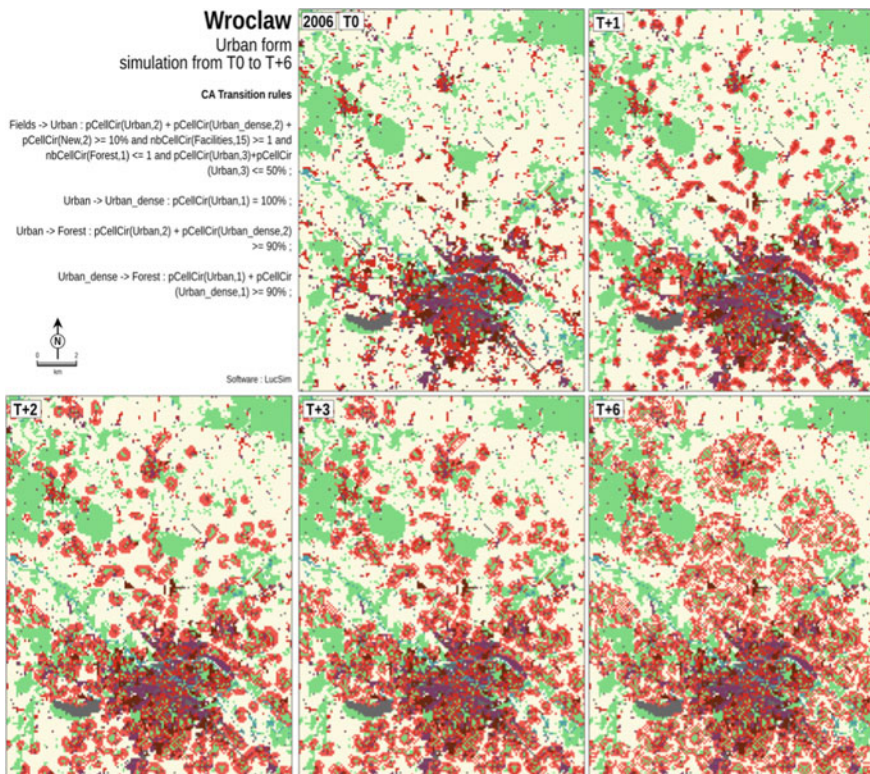 Wroclaw
Urban form
simulation from T0 to T+6
CA Transition rules
Fields -> Urban : pCellCir(Urban,2) + pCellCir(Urban_dense,2) +
pCellCir(New,2) >= 10% and nbCellCir(Facilities,15) >= 1 and
nbCellCir(Forest,1) <= 1 and pCellCir(Urban,3)+pCellCir
(Urban,3) <= 50% ;
Urban -> Urban_dense : pCellCir(Urban,1) = 100% ;
Urban -> Forest : pCellCir(Urban,2) + pCellCir(Urban_dense,2)
>= 90% ;
Urban_dense -> Forest : pCellCir(Urban,1) + pCellCir
(Urban_dense,1) >= 90% ;
N
0 2
km
Software : LucSim
2006 T0
T+1
T+2
T+3
T+6